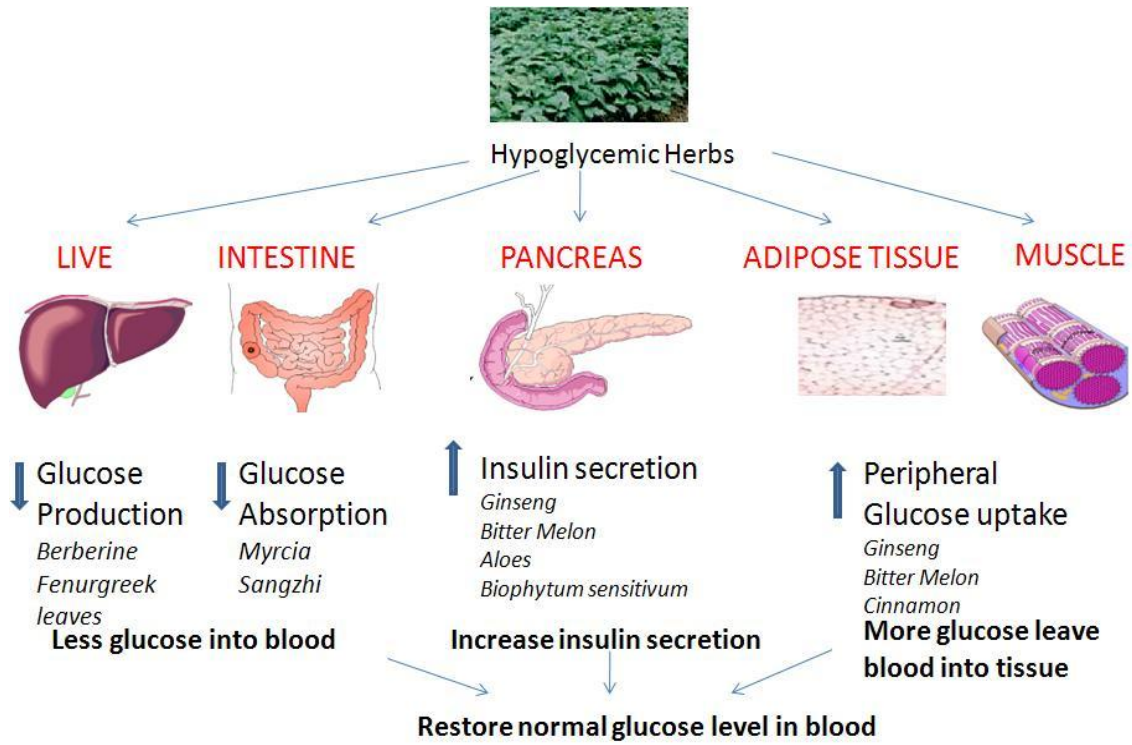 Hypoglycemic Herbs
LIVE
INTESTINE
PANCREAS
ADIPOSE TISSUE
MUSCLE
Glucose
Production
Berberine
Fenurgreek
leaves
Less glucose into blood
Glucose
Absorption
Myrcia
Sangzhi
Insulin secretion
Ginseng
Bitter Melon
Aloes
Biophytum sensitivum
Increase insulin secretion
Peripheral
Glucose uptake
Ginseng
Bitter Melon
Cinnamon
More glucose leave
blood into tissue
Restore normal glucose level in blood